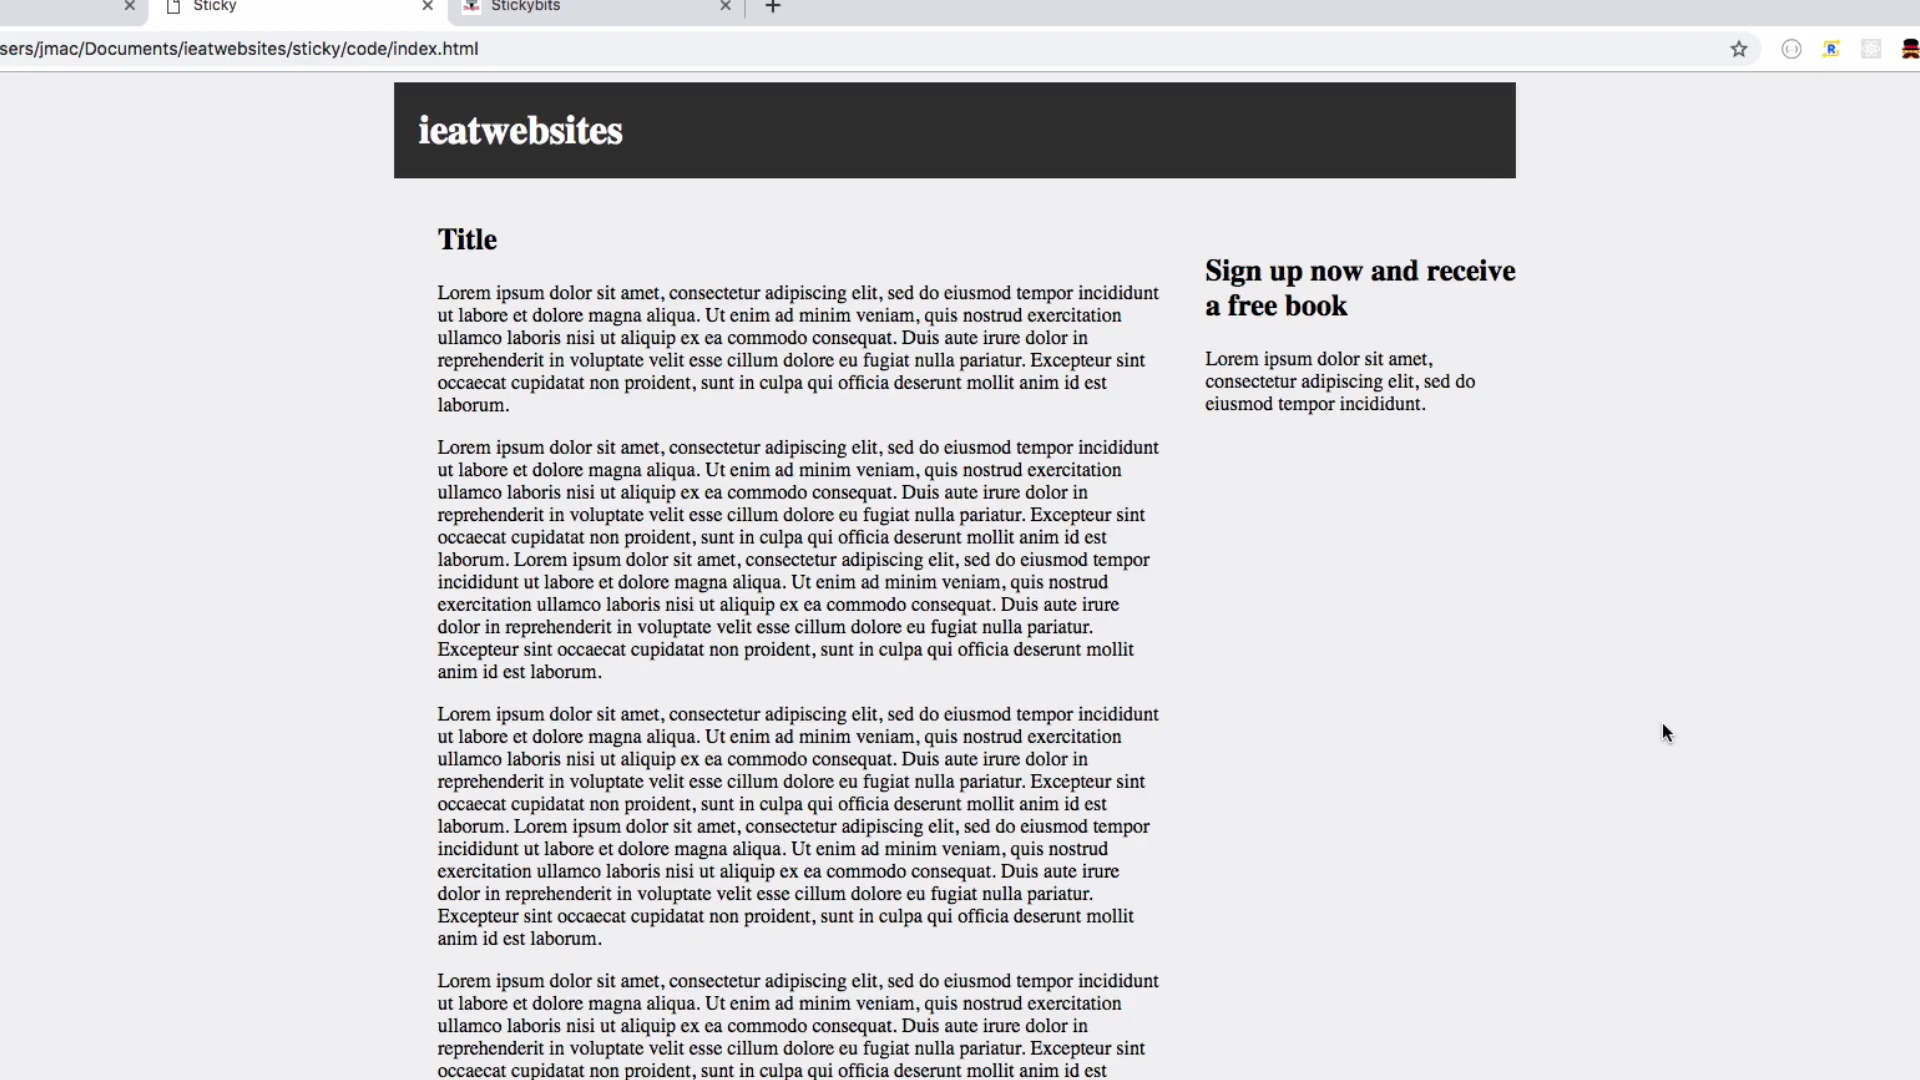 Sticky
Stickybits
sers/jmac/Documents/ieatwebsites/sticky/code/index.html
ieatwebsites
Title
Lorem ipsum dolor sit amet, consectetur adipiscing elit, sed do eiusmod tempor incididunt
ut labore et dolore magna aliqua. Ut enim ad minim veniam, quis nostrud exercitation
ullamco laboris nisi ut aliquip ex ea commodo consequat. Duis aute irure dolor in
reprehenderit in voluptate velit esse cillum dolore eu fugiat nulla pariatur. Excepteur sint
occaecat cupidatat non proident, sunt in culpa qui officia deserunt mollit anim id est
laborum.
Lorem ipsum dolor sit amet, consectetur adipiscing elit, sed do eiusmod tempor incididunt
ut labore et dolore magna aliqua. Ut enim ad minim veniam, quis nostrud exercitation
ullamco laboris nisi ut aliquip ex ea commodo consequat. Duis aute irure dolor in
reprehenderit in voluptate velit esse cillum dolore eu fugiat nulla pariatur. Excepteur sint
occaecat cupidatat non proident, sunt in culpa qui officia deserunt mollit anim id est
laborum. Lorem ipsum dolor sit amet, consectetur adipiscing elit, sed do eiusmod tempor
incididunt ut labore et dolore magna aliqua. Ut enim ad minim veniam, quis nostrud
exercitation ullamco laboris nisi ut aliquip ex ea commodo consequat. Duis aute irure
dolor in reprehenderit in voluptate velit esse cillum dolore eu fugiat nulla pariatur.
Excepteur sint occaecat cupidatat non proident, sunt in culpa qui officia deserunt mollit
anim id est laborum.
Lorem ipsum dolor sit amet, consectetur adipiscing elit, sed do eiusmod tempor incididunt
ut labore et dolore magna aliqua. Ut enim ad minim veniam, quis nostrud exercitation
ullamco laboris nisi ut aliquip ex ea commodo consequat. Duis aute irure dolor in
reprehenderit in voluptate velit esse cillum dolore eu fugiat nulla pariatur. Excepteur sint
occaecat cupidatat non proident, sunt in culpa qui officia deserunt mollit anim id est
laborum. Lorem ipsum dolor sit amet, consectetur adipiscing elit, sed do eiusmod tempor
incididunt ut labore et dolore magna aliqua. Ut enim ad minim veniam, quis nostrud
exercitation ullamco laboris nisi ut aliquip ex ea commodo consequat. Duis aute irure
dolor in reprehenderit in voluptate velit esse cillum dolore eu fugiat nulla pariatur.
Excepteur sint occaecat cupidatat non proident, sunt in culpa qui officia deserunt mollit
anim id est laborum.
Lorem ipsum dolor sit amet, consectetur adipiscing elit, sed do eiusmod tempor incididunt
ut labore et dolore magna aliqua. Ut enim ad minim veniam, quis nostrud exercitation
ullamco laboris nisi ut aliquip ex ea commodo consequat. Duis aute irure dolor in
reprehenderit in voluptate velit esse cillum dolore eu fugiat nulla pariatur. Excepteur sint
occaecat cupidatat non proident, sunt in culpa qui officia deserunt mollit anim id est
Sign up now and receive
a free book
Lorem ipsum dolor sit amet,
consectetur adipiscing elit, sed do
eiusmod tempor incididunt.